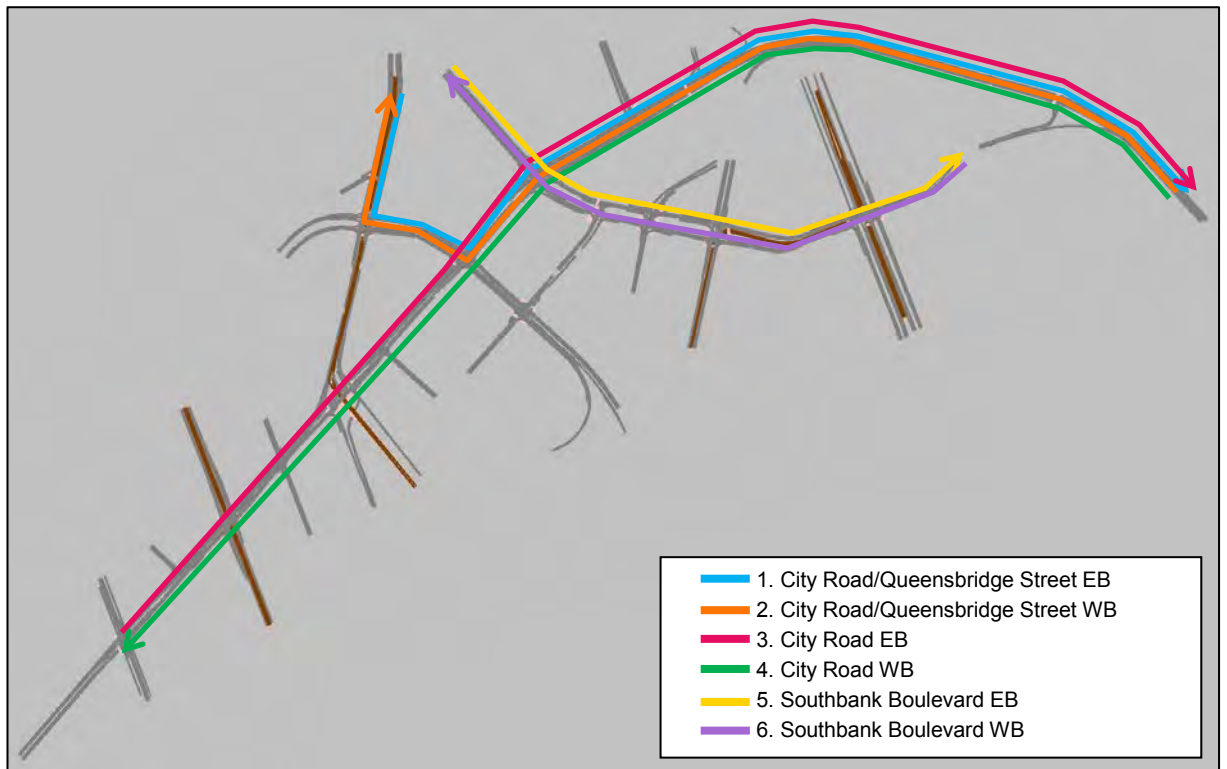 1. City Road/Queensbridge Street EB
2. City Road/Queensbridge Street WB
3. City Road EB
4. City Road WB
5. Southbank Boulevard EB
6. Southbank Boulevard WB